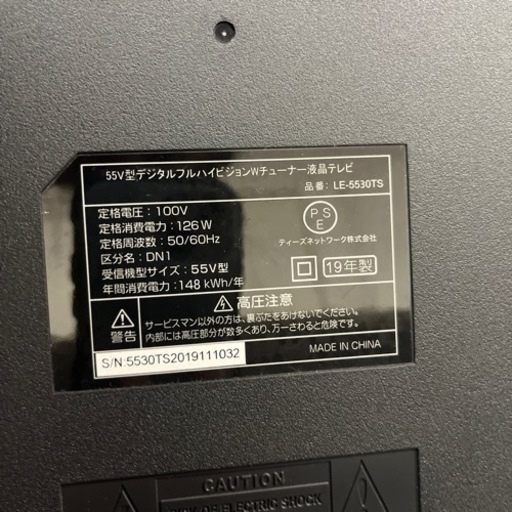 55V型デジタルフルハイビジョンWチューナー液晶テレビ
品番: LE-5530TS
定格電圧：100V
定格消費電力：126W
定格周波数：50/60Hz
区分名：DN1
受信機型サイズ：55V型
年間消費電力：148 kWh/年
PSE
ティーズネットワーク株式会社
19年製
高圧注意
警告
サービスマン以外の方は、裏ぶたをあけないでください。
内部には高圧部分が数多くあり、万一さわると危険です。
S/N:5530TS2019111032
MADE IN CHINA
CAUTION
RISK OF ELECTRIC SHOCK